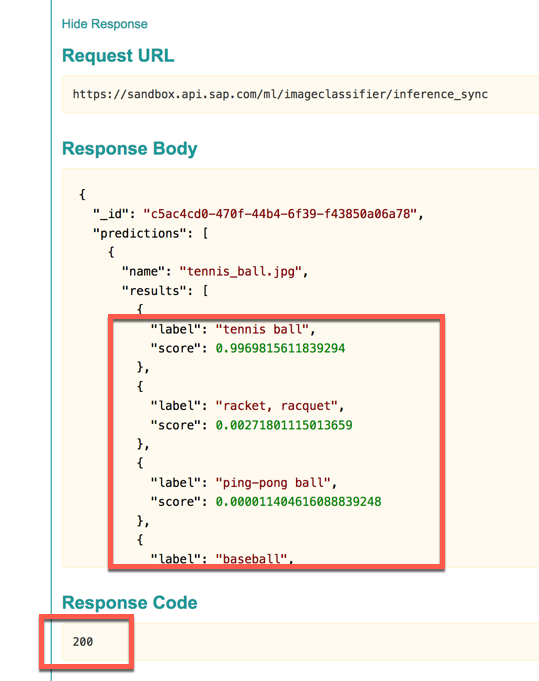 Hide Response
Request URL
https://sandbox.api.sap.com/ml/imageclassifier/inference_sync
Response Body
{
"_id": "c5ac4cd0-470f-44b4-6f39-f43850a06a78",
"predictions": [
{
"name": "tennis_ball.jpg",
"results": [
{
"label": "tennis ball",
"score": 0.9969815611839294
},
{
"label": "racket, racquet",
"score": 0.00271801115013659
},
{
"label": "ping-pong ball",
"score": 0.000011404616088839248
},
{
"label": "baseball",
Response Code
200